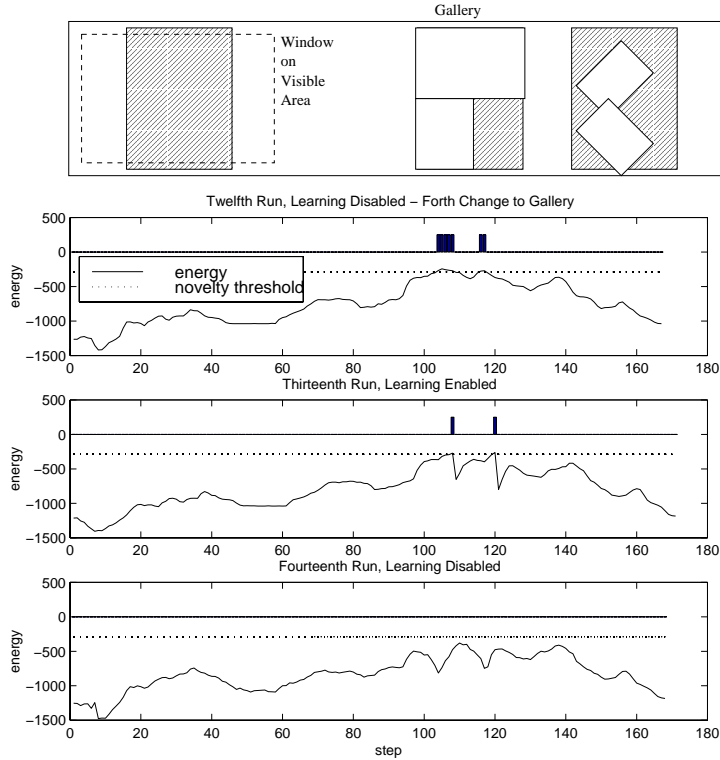 Gallery
Window
on
Visible
Area
Twelfth Run, Learning Disabled − Forth Change to Gallery
500
0
−500
−1000
−1500
energy
energy
novelty threshold
0 20 40 60 80 100 120 140 160 180
Thirteenth Run, Learning Enabled
500
0
−500
−1000
−1500
energy
0 20 40 60 80 100 120 140 160 180
Fourteenth Run, Learning Disabled
500
0
−500
−1000
−1500
energy
0 20 40 60 80 100 120 140 160 180
step